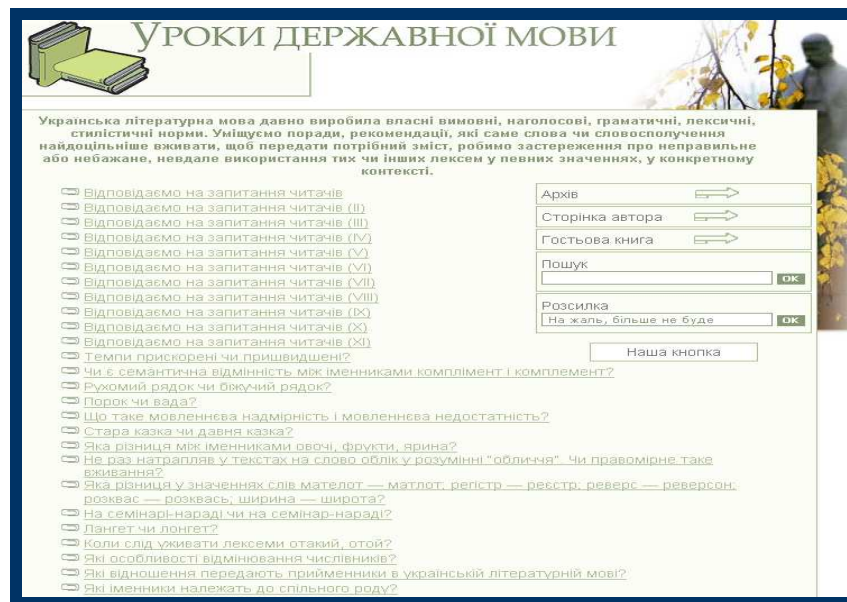 УРОКИ ДЕРЖАВНОЇ МОВИ
Українська літературна мова давно виробила власні вимовні, наголосові, граматичні, лексичні,
стилістичні норми. Уміщуємо поради, рекомендації, які саме слова чи словосполучення
найдоцільніше вживати, щоб передати потрібний зміст, робимо застереження про неправильне
або небажане, невдале використання тих чи інших лексем у певних значеннях, у конкретному
контексті.
Відповідаємо на запитання читачів
Відповідаємо на запитання читачів (II)
Відповідаємо на запитання читачів (III)
Відповідаємо на запитання читачів (IV)
Відповідаємо на запитання читачів (V)
Відповідаємо на запитання читачів (VI)
Відповідаємо на запитання читачів (VII)
Відповідаємо на запитання читачів (VIII)
Відповідаємо на запитання читачів (IX)
Відповідаємо на запитання читачів (X)
Відповідаємо на запитання читачів (XI)
Темпи прискорені чи пришвидшені?
Чи є семантична відмінність між іменниками комплімент і комплемент?
Рухомий рядок чи біжучий рядок?
Порок чи вада?
Що таке мовленнєва надмірність і мовленнєва недостатність?
Стара казка чи давня казка?
Яка різниця між іменниками овочі, фрукти, ярина?
Не раз натрапляв у текстах на слово облік у розумінні "обличчя". Чи правомірне таке
вживання?
Яка різниця у значеннях слів мателот — матлот; регістр — реєстр; реверс — реверсон;
розквас — розквась; ширина — широта?
На семінарі-нараді чи на семінар-нараді?
Лангет чи лонгет?
Коли слід уживати лексеми отакий, отой?
Які особливості відмінювання числівників?
Які відношення передають прийменники в українській літературній мові?
Які іменники належать до спільного роду?
Архів
Сторінка автора
Гостьова книга
Пошук
OK
Розсилка
На жаль, більше не буде
OK
Наша кнопка